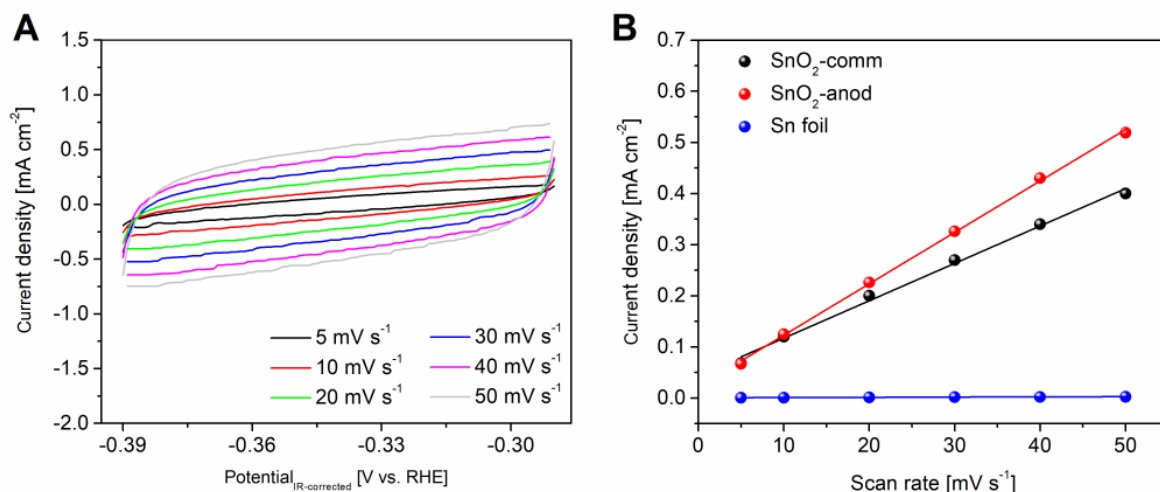 A
Current density [mA cm⁻²]
1.5
1.0
0.5
0.0
-0.5
-1.0
-1.5
-2.0
5 mV s⁻¹
10 mV s⁻¹
20 mV s⁻¹
30 mV s⁻¹
40 mV s⁻¹
50 mV s⁻¹
-0.39 -0.36 -0.33 -0.30
Potential_IR-corrected [V vs. RHE]
B
Current density [mA cm⁻²]
0.7
0.6
0.5
0.4
0.3
0.2
0.1
0.0
SnO₂-comm
SnO₂-anod
Sn foil
0 10 20 30 40 50
Scan rate [mV s⁻¹]